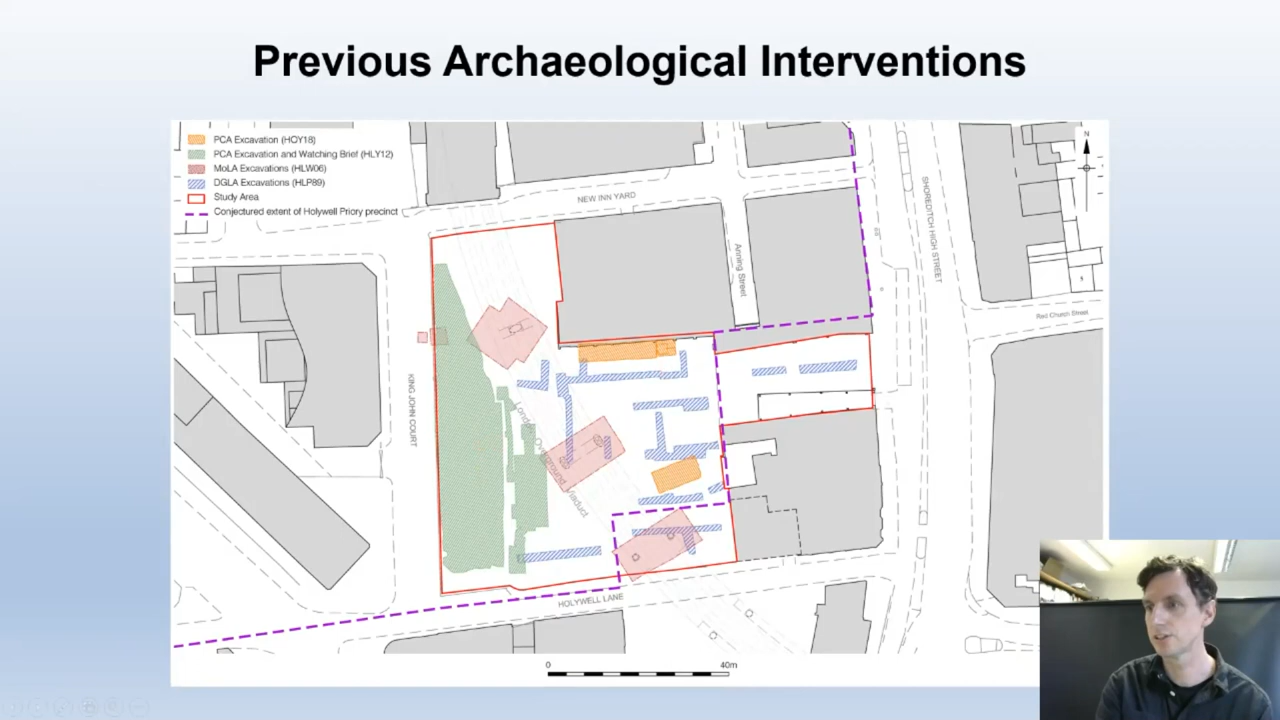 Previous Archaeological Interventions
PCA Excavation (HOY18)
PCA Excavation and Watching Brief (HLY12)
MoLA Excavations (HLW06)
DGLA Excavations (HLP89)
Study Area
Conjectured extent of Holywell Priory precinct
N
NEW INN YARD
SHOREDITCH HIGH STREET
Anning Street
Red Church Street
KING JOHN COURT
London Overground
HOLYWELL LANE
0 40m